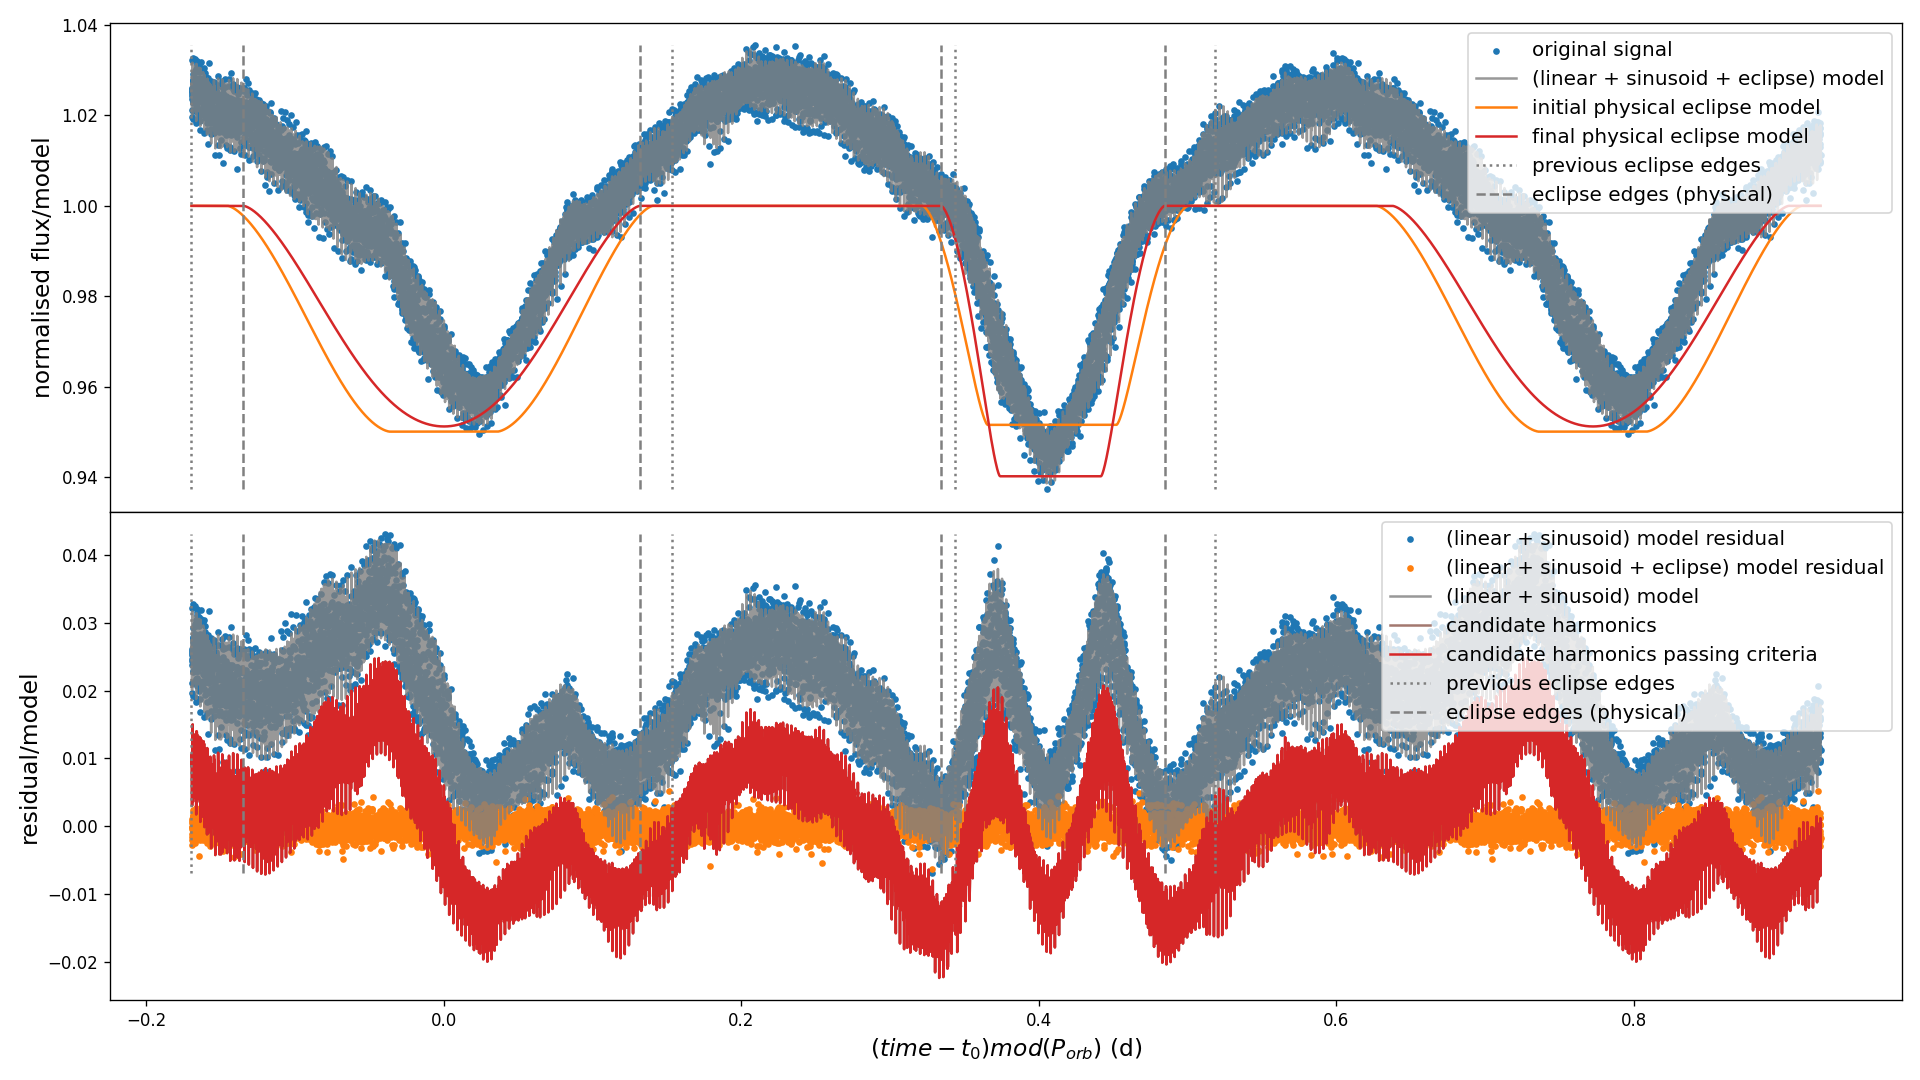 1.04
1.02
1.00
0.98
0.96
0.94
normalised flux/model
original signal
(linear + sinusoid + eclipse) model
initial physical eclipse model
final physical eclipse model
previous eclipse edges
eclipse edges (physical)
0.04
0.03
0.02
0.01
0.00
−0.01
−0.02
residual/model
(linear + sinusoid) model residual
(linear + sinusoid + eclipse) model residual
(linear + sinusoid) model
candidate harmonics
candidate harmonics passing criteria
previous eclipse edges
eclipse edges (physical)
−0.2 0.0 0.2 0.4 0.6 0.8
(time − t₀)mod(P_orb) (d)